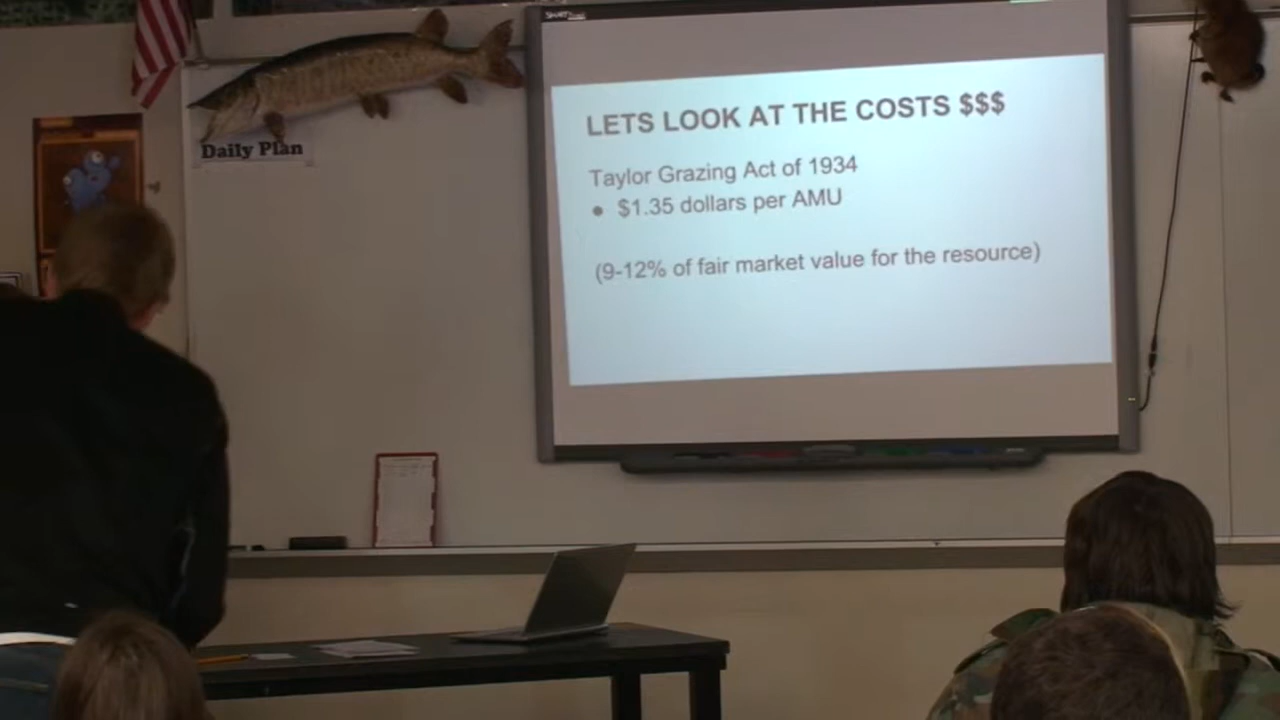 LETS LOOK AT THE COSTS $$$
Taylor Grazing Act of 1934
● $1.35 dollars per AMU
(9-12% of fair market value for the resource)
Daily Plan